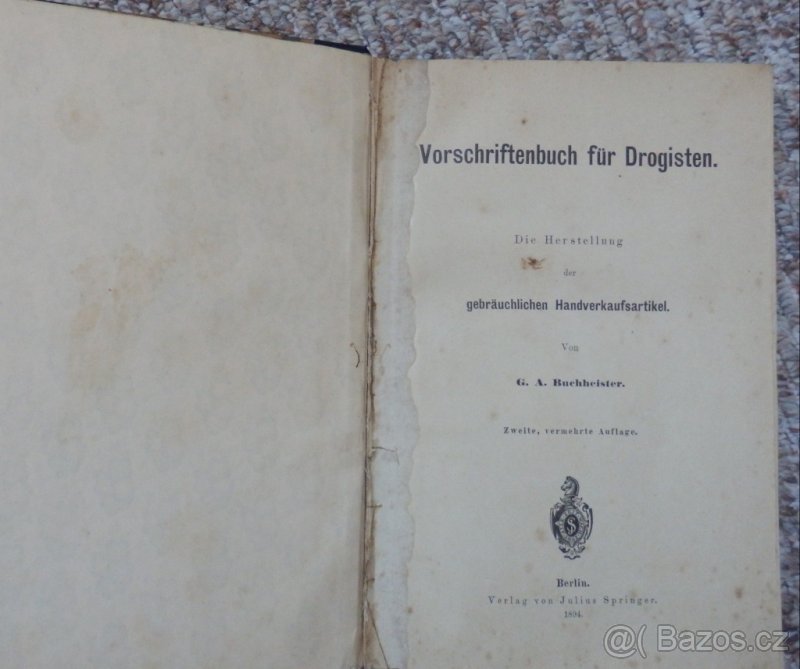 Vorschriftenbuch für Drogisten.
Die Herstellung
der
gebräuchlichen Handverkaufsartikel.
Von
G. A. Buchheister.
Zweite, vermehrte Auflage.
S
Berlin.
Verlag von Julius Springer.
1894.
@( Bazos.cz